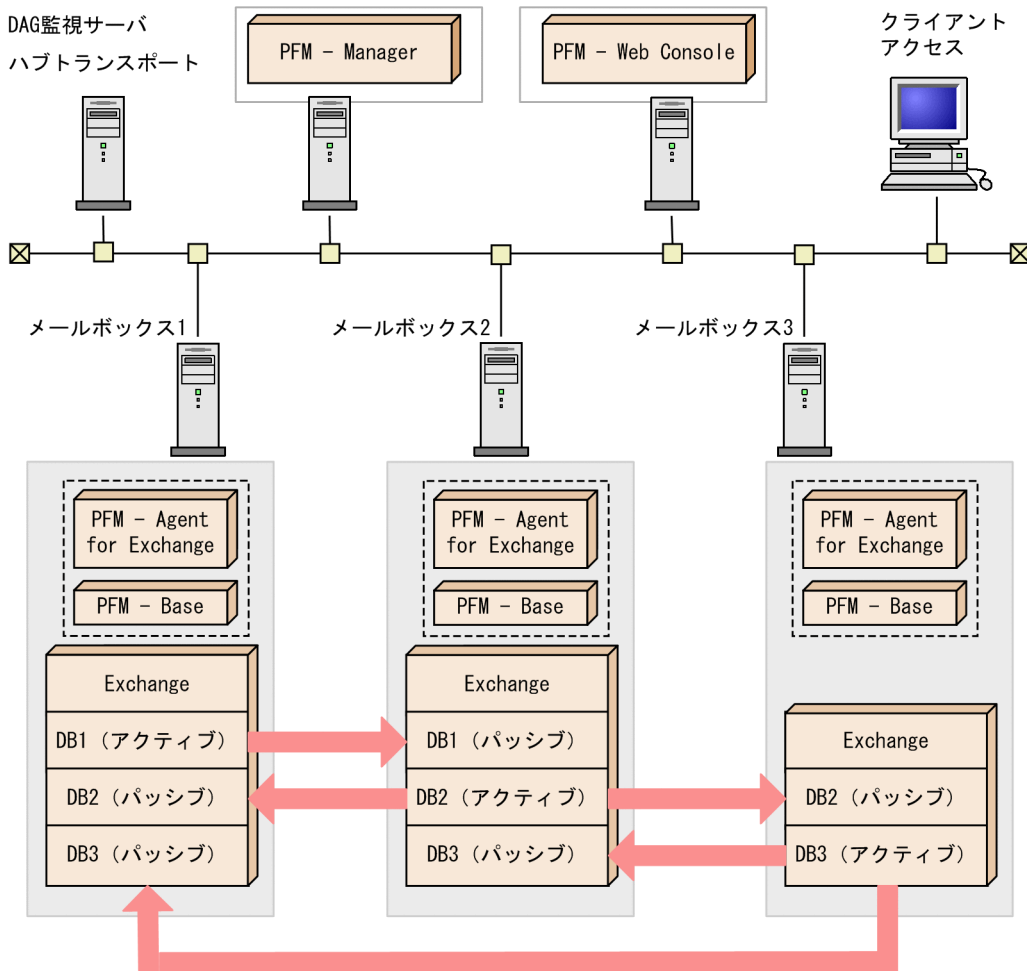 DAG監視サーバ
ハブトランスポート
PFM - Manager
PFM - Web Console
クライアント
アクセス
メールボックス1
メールボックス2
メールボックス3
PFM - Agent
for Exchange
PFM - Base
Exchange
DB1（アクティブ）
DB2（パッシブ）
DB3（パッシブ）
PFM - Agent
for Exchange
PFM - Base
Exchange
DB1（パッシブ）
DB2（アクティブ）
DB3（パッシブ）
PFM - Agent
for Exchange
PFM - Base
Exchange
DB2（パッシブ）
DB3（アクティブ）